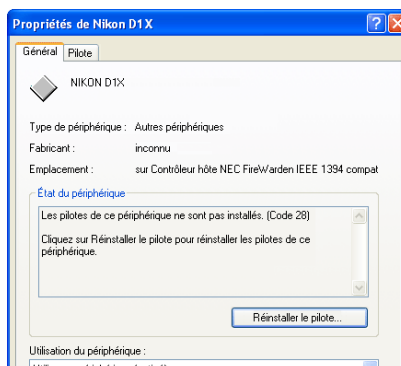 Propriétés de Nikon D1X
Général Pilote
NIKON D1X
Type de périphérique : Autres périphériques
Fabricant : inconnu
Emplacement : sur Contrôleur hôte NEC FireWarden IEEE 1394 compat
État du périphérique
Les pilotes de ce périphérique ne sont pas installés. (Code 28)
Cliquez sur Réinstaller le pilote pour réinstaller les pilotes de ce
périphérique.
Réinstaller le pilote...
Utilisation du périphérique :